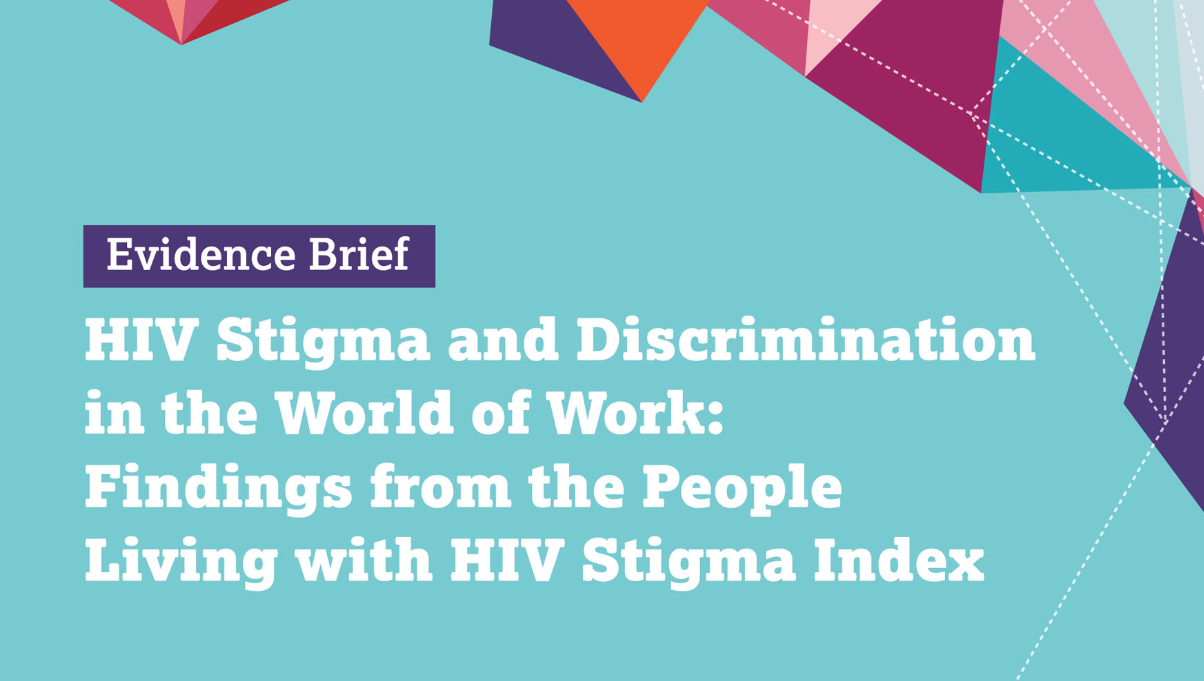 Evidence Brief
HIV Stigma and Discrimination
in the World of Work:
Findings from the People
Living with HIV Stigma Index